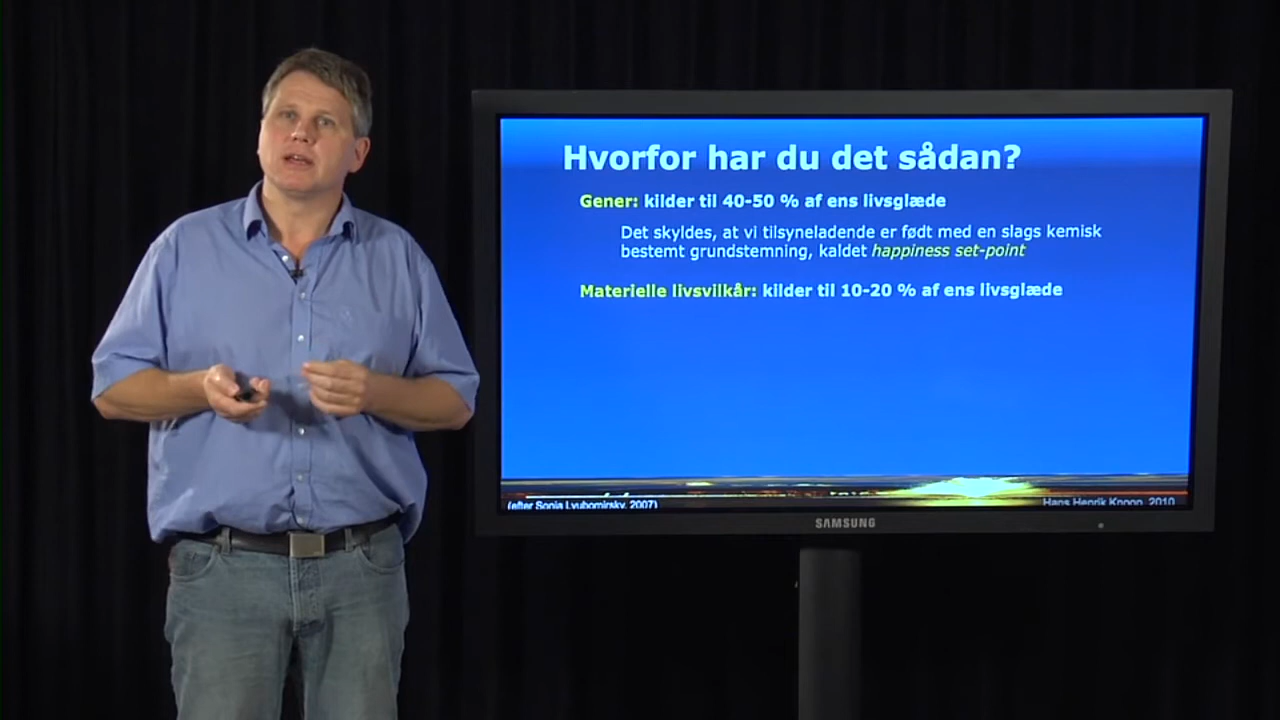 Hvorfor har du det sådan?
Gener: kilder til 40-50 % af ens livsglæde
Det skyldes, at vi tilsyneladende er født med en slags kemisk
bestemt grundstemning, kaldet happiness set-point
Materielle livsvilkår: kilder til 10-20 % af ens livsglæde
(efter Sonja Lyubomirsky, 2007)
Hans Henrik Knoop, 2010
SAMSUNG